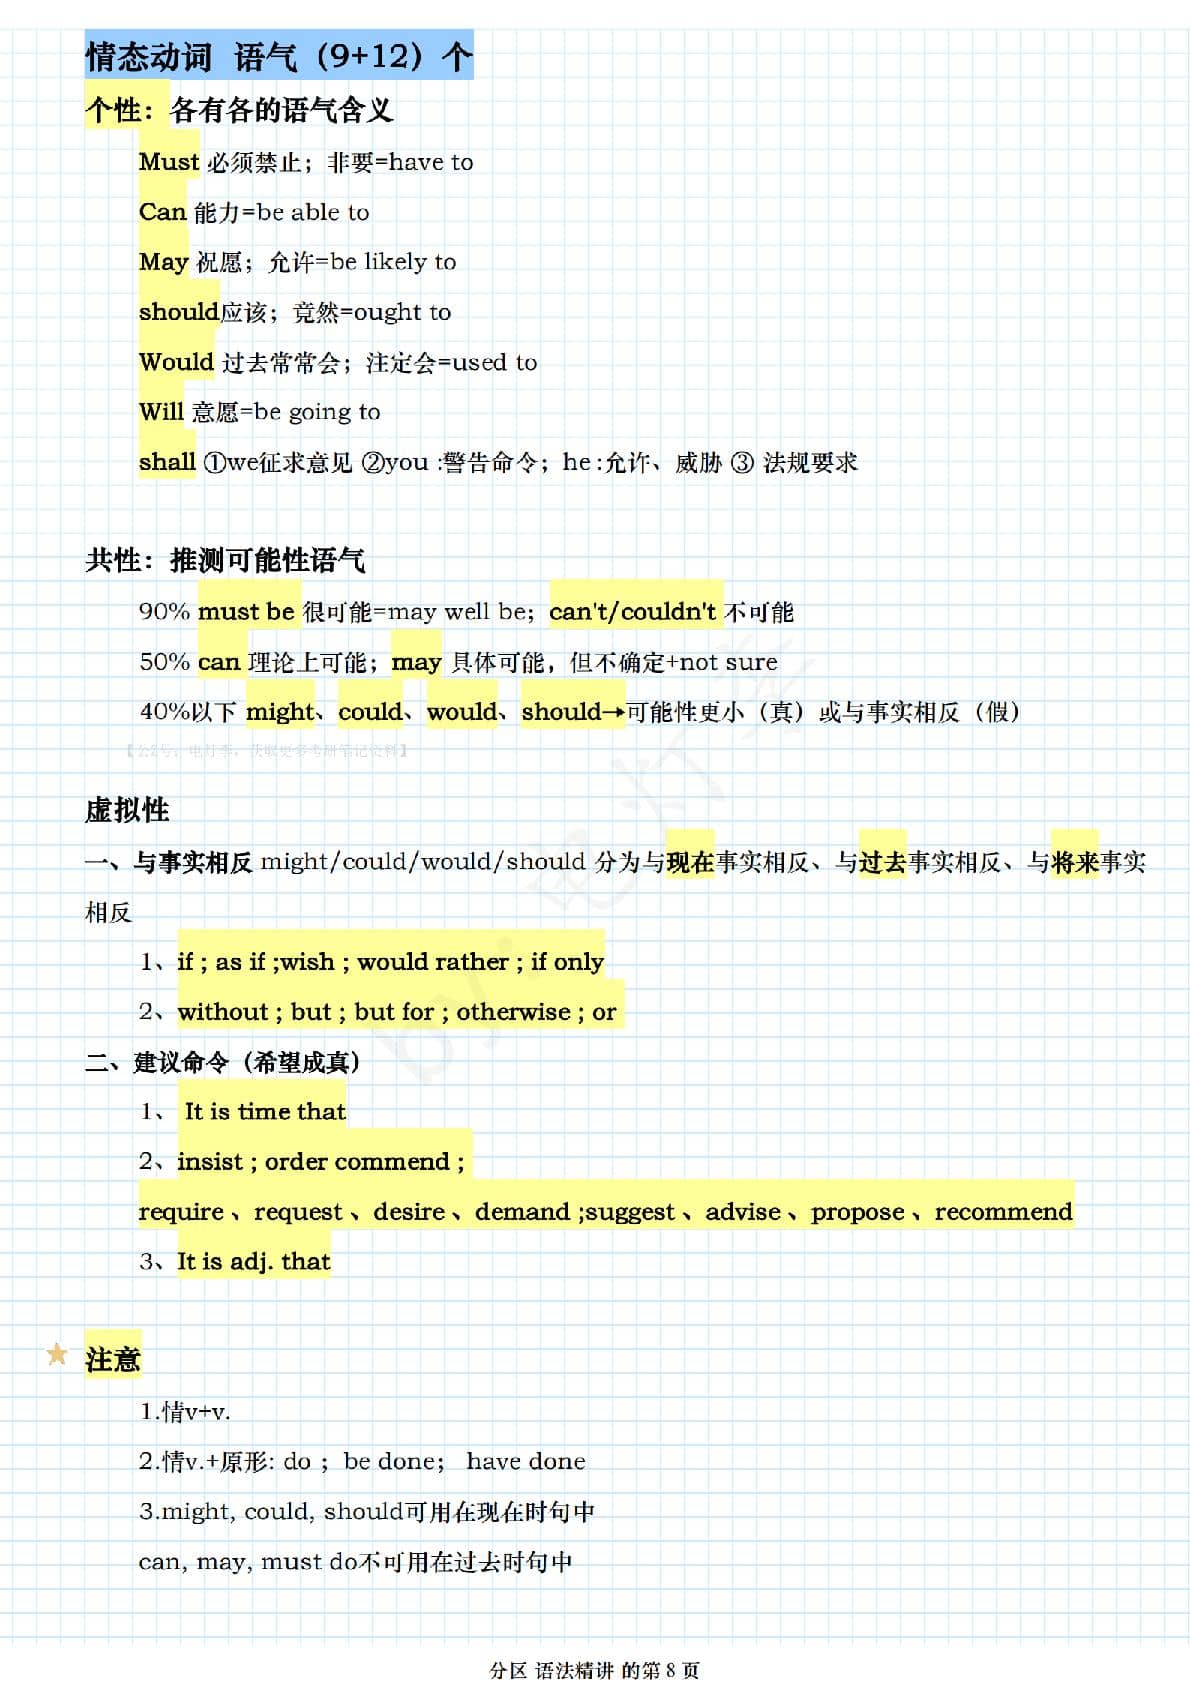 情态动词 语气（9+12）个
个性：各有各的语气含义
Must 必须禁止；非要=have to
Can 能力=be able to
May 祝愿；允许=be likely to
should应该；竟然=ought to
Would 过去常常会；注定会=used to
Will 意愿=be going to
shall ①we征求意见 ②you :警告命令；he :允许、威胁 ③ 法规要求
共性：推测可能性语气
90% must be 很可能=may well be；can't/couldn't 不可能
50% can 理论上可能；may 具体可能，但不确定+not sure
40%以下 might、could、would、should→可能性更小（真）或与事实相反（假）
【公2号：电灯李，获取更多考研笔记资料】
虚拟性
一、与事实相反 might/could/would/should 分为与现在事实相反、与过去事实相反、与将来事实
相反
1、if ; as if ;wish ; would rather ; if only
2、without ; but ; but for ; otherwise ; or
二、建议命令（希望成真）
1、 It is time that
2、insist ; order commend ;
require 、request 、desire 、demand ;suggest 、advise 、propose 、recommend
3、It is adj. that
注意
1.情v+v.
2.情v.+原形: do ；be done； have done
3.might, could, should可用在现在时句中
can, may, must do不可用在过去时句中
by：电灯李
分区 语法精讲 的第 8 页